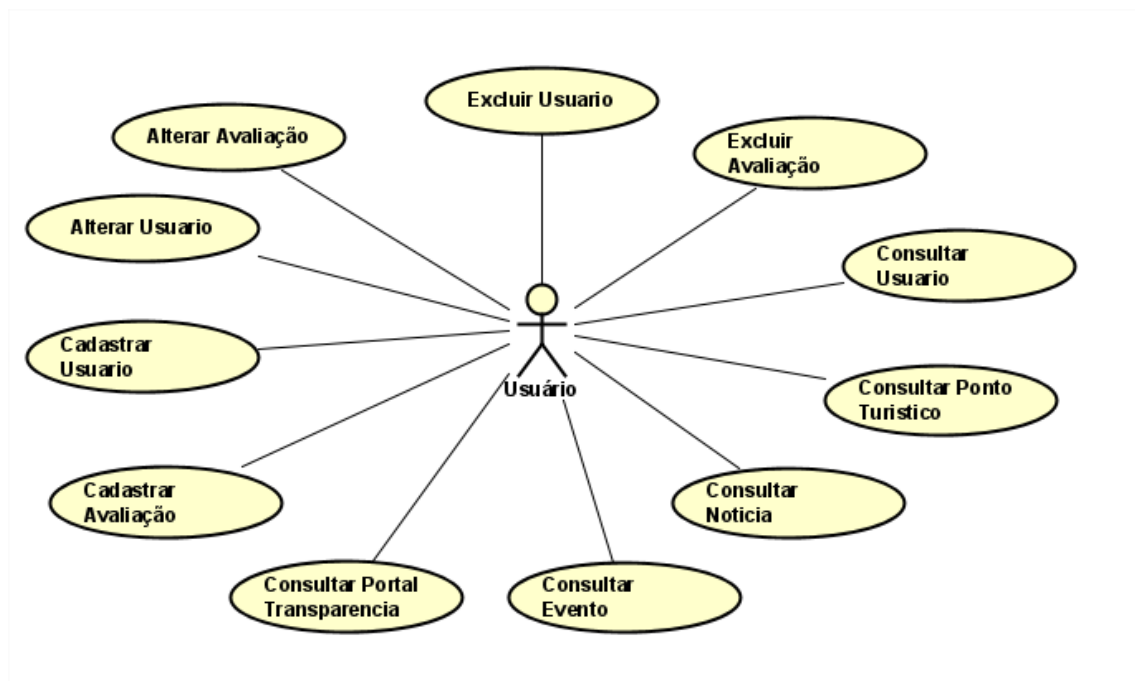 Excluir Usuario
Alterar Avaliação
Excluir
Avaliação
Alterar Usuario
Consultar
Usuario
Cadastrar
Usuario
Usuário
Consultar Ponto
Turistico
Cadastrar
Avaliação
Consultar
Noticia
Consultar Portal
Transparencia
Consultar
Evento